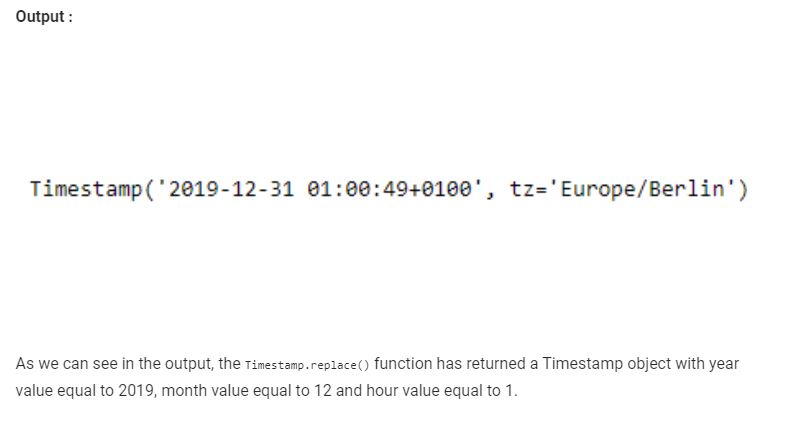 Output :
Timestamp('2019-12-31 01:00:49+0100', tz='Europe/Berlin')
As we can see in the output, the Timestamp.replace() function has returned a Timestamp object with year
value equal to 2019, month value equal to 12 and hour value equal to 1.